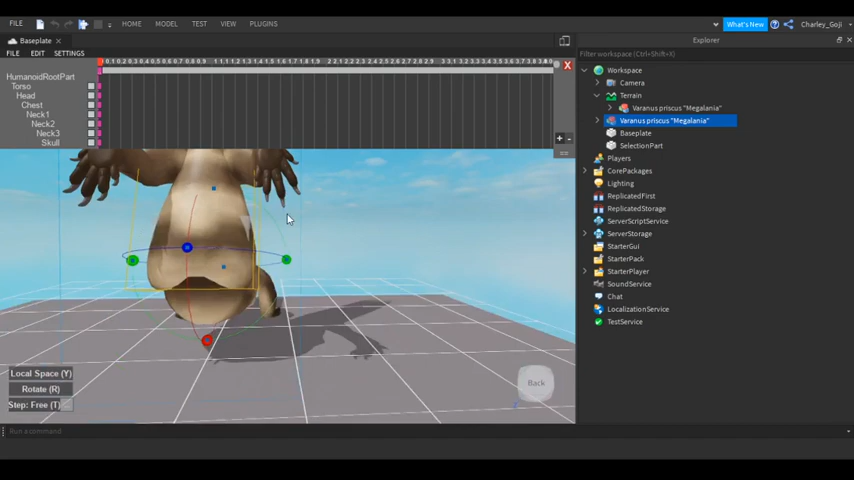 FILE HOME MODEL TEST VIEW PLUGINS What's New Charley_Goji
Baseplate
FILE EDIT SETTINGS
HumanoidRootPart
Torso
Head
Chest
Neck1
Neck2
Neck3
Skull
Local Space (Y)
Rotate (R)
Step: Free (T)
Back
Z
Run a command
Explorer
Filter workspace (Ctrl+Shift+X)
Workspace
Camera
Terrain
Varanus priscus "Megalania"
Varanus priscus "Megalania"
Baseplate
SelectionPart
Players
CorePackages
Lighting
ReplicatedFirst
ReplicatedStorage
ServerScriptService
ServerStorage
StarterGui
StarterPack
StarterPlayer
SoundService
Chat
LocalizationService
TestService